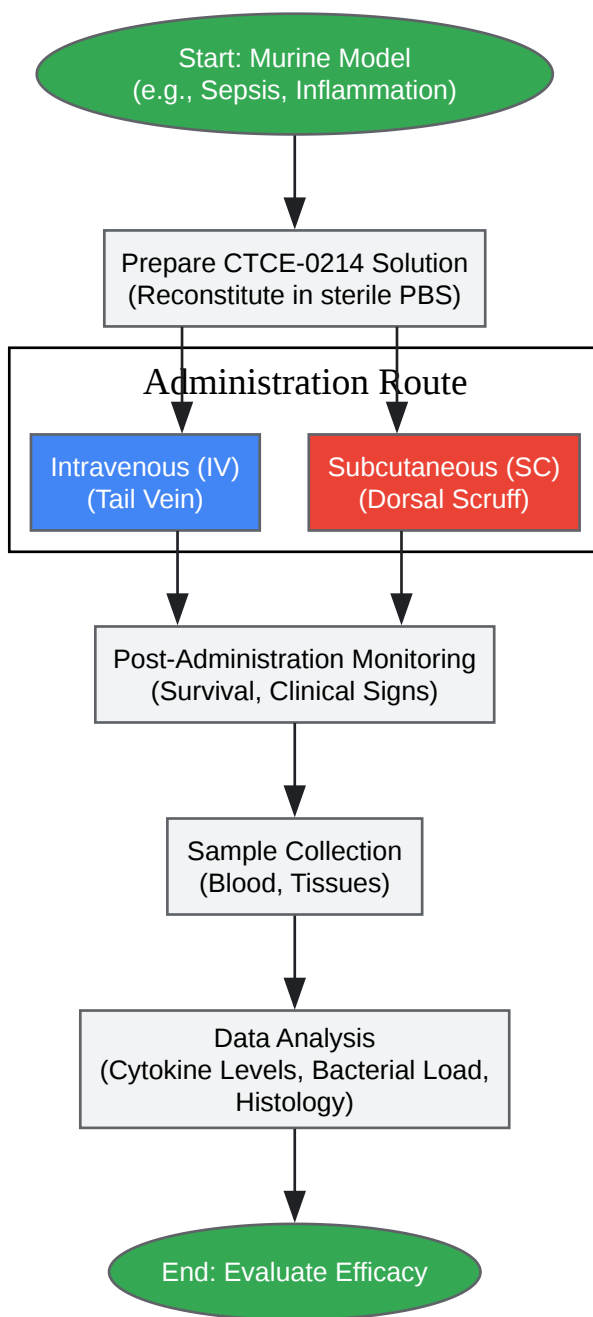 Start: Murine Model
(e.g., Sepsis, Inflammation)
Prepare CTCE-0214 Solution
(Reconstitute in sterile PBS)
Administration Route
Intravenous (IV)
(Tail Vein)
Subcutaneous (SC)
(Dorsal Scruff)
Post-Administration Monitoring
(Survival, Clinical Signs)
Sample Collection
(Blood, Tissues)
Data Analysis
(Cytokine Levels, Bacterial Load,
Histology)
End: Evaluate Efficacy